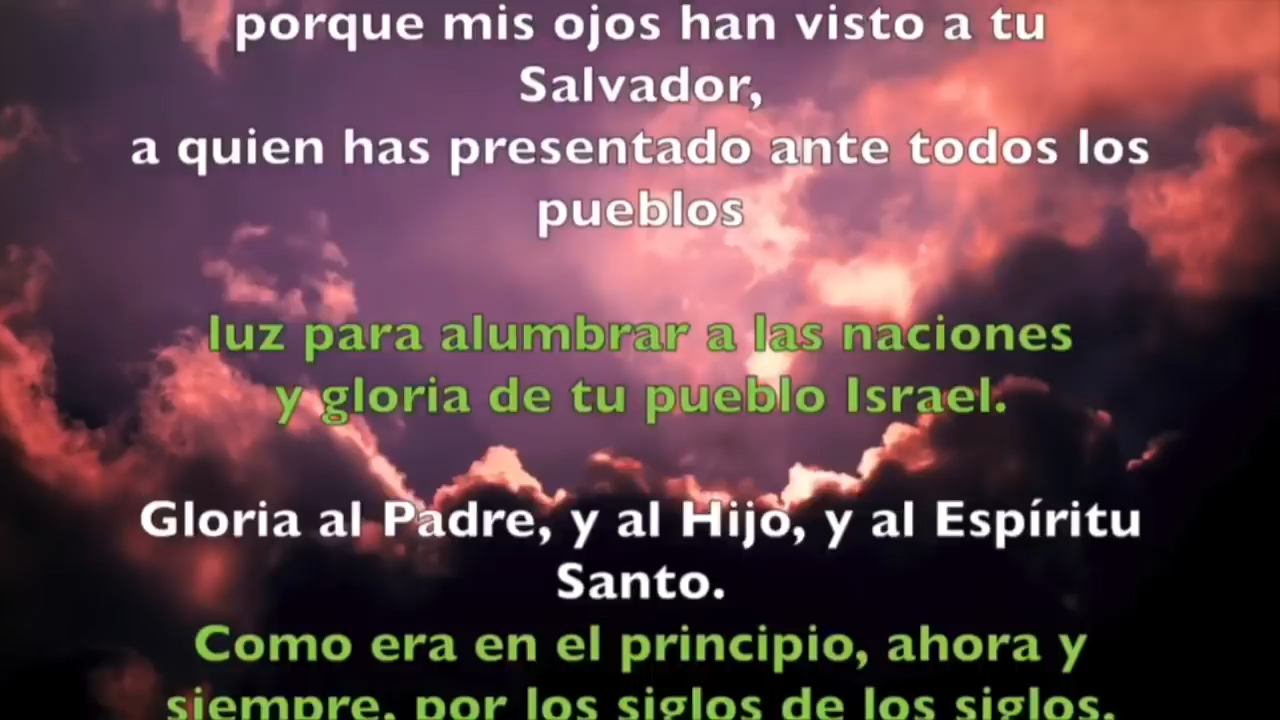 porque mis ojos han visto a tu
Salvador,
a quien has presentado ante todos los
pueblos
luz para alumbrar a las naciones
y gloria de tu pueblo Israel.
Gloria al Padre, y al Hijo, y al Espíritu
Santo.
Como era en el principio, ahora y
siempre, por los siglos de los siglos.